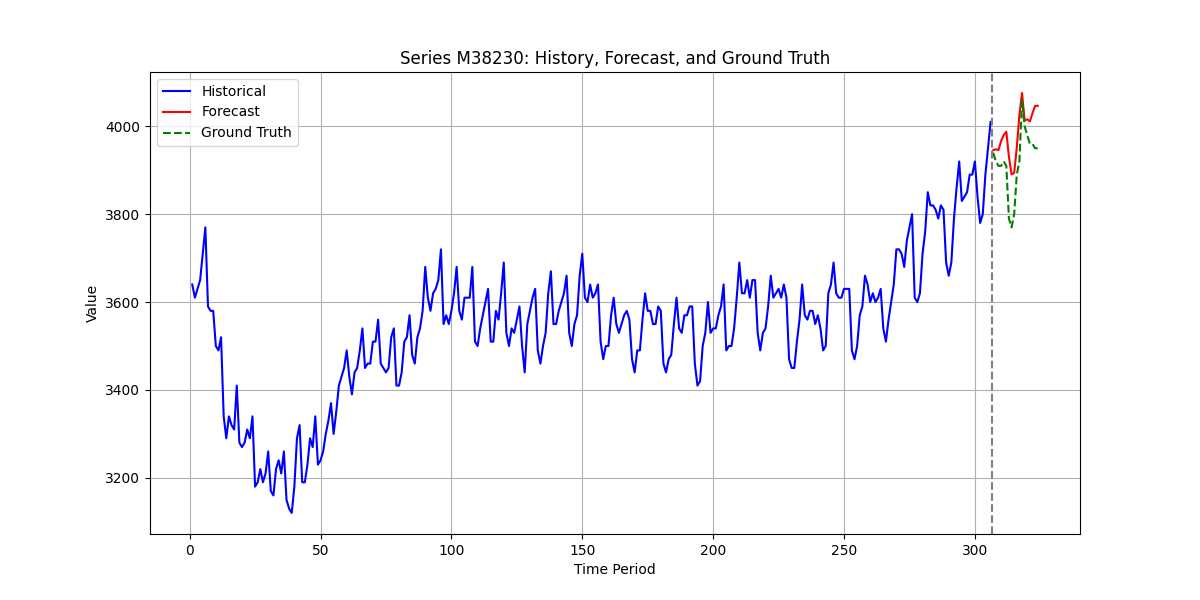 Series M38230: History, Forecast, and Ground Truth
Historical
Forecast
Ground Truth
4000
3800
3600
3400
3200
Value
0 50 100 150 200 250 300
Time Period